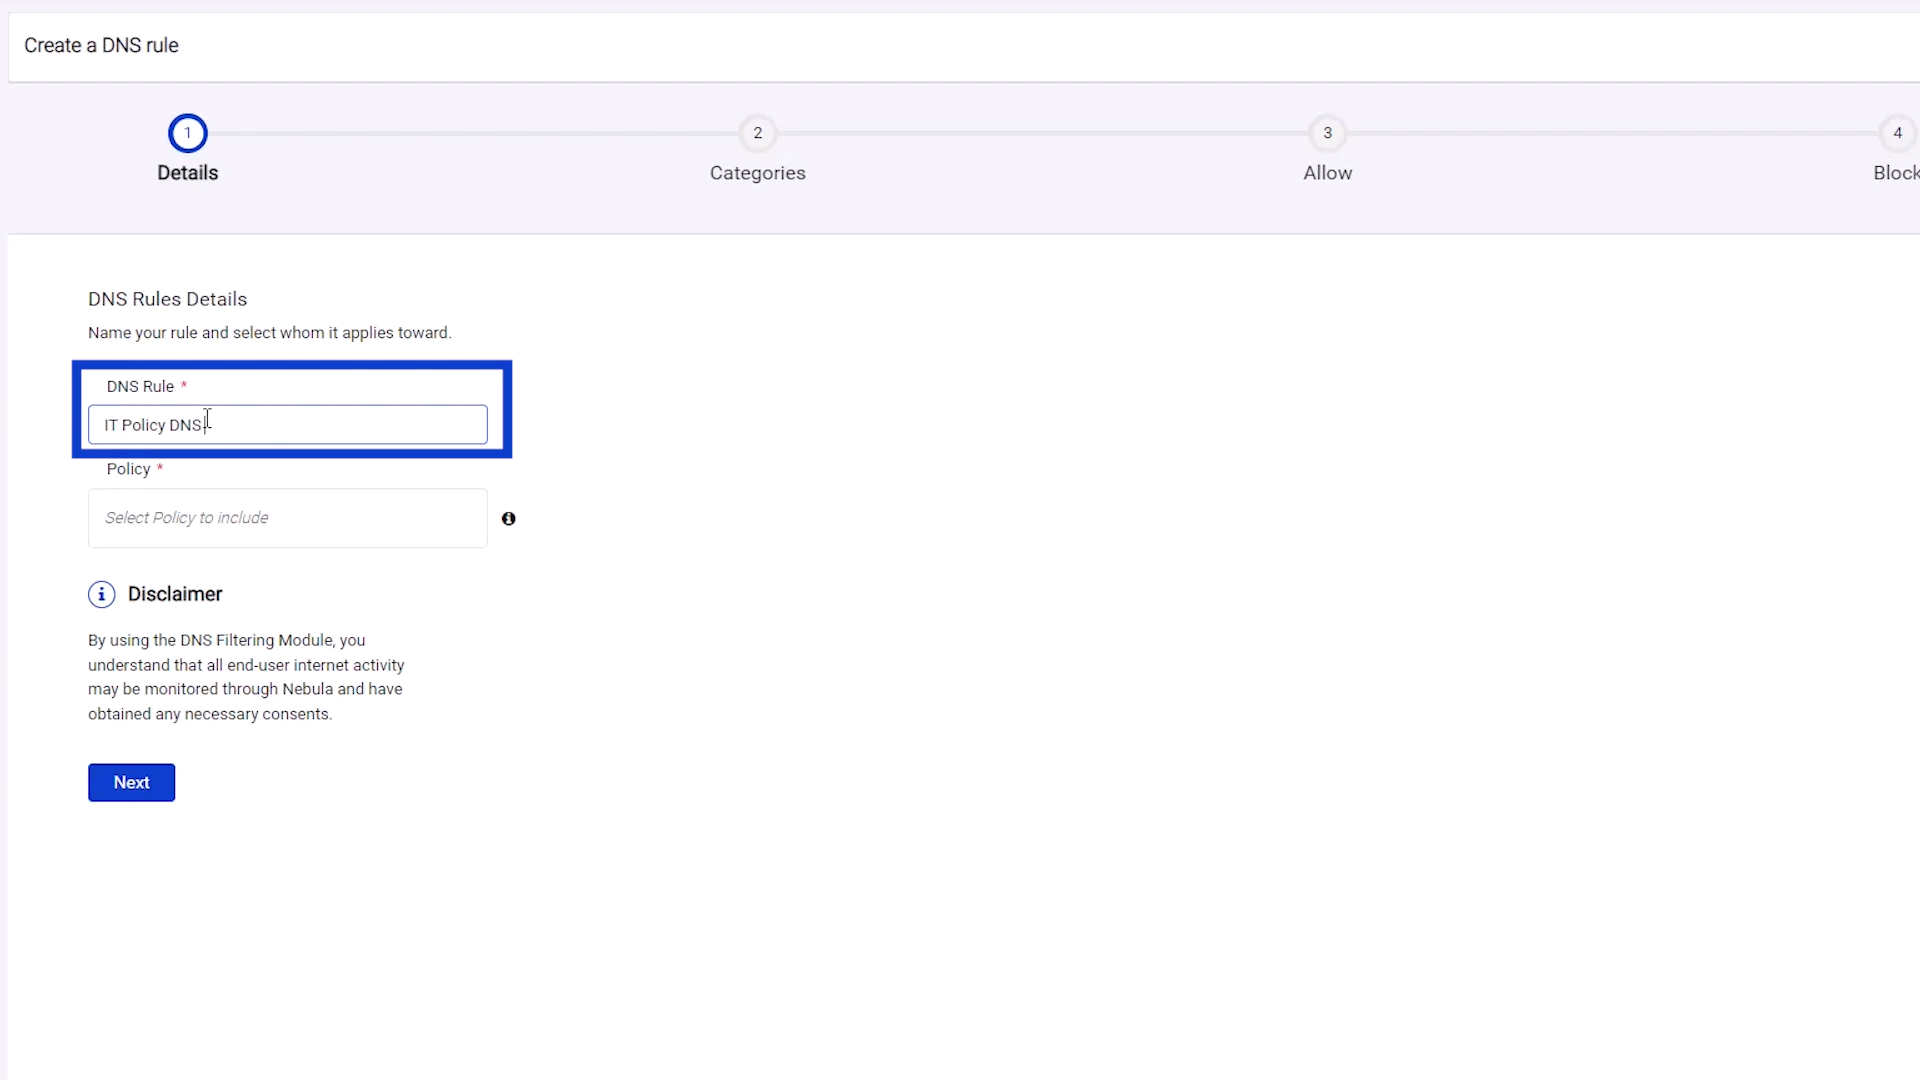 Create a DNS rule
1
2
3
4
Details
Categories
Allow
Block
DNS Rules Details
Name your rule and select whom it applies toward.
DNS Rule *
IT Policy DNS
Policy *
Select Policy to include
Disclaimer
By using the DNS Filtering Module, you
understand that all end-user internet activity
may be monitored through Nebula and have
obtained any necessary consents.
Next